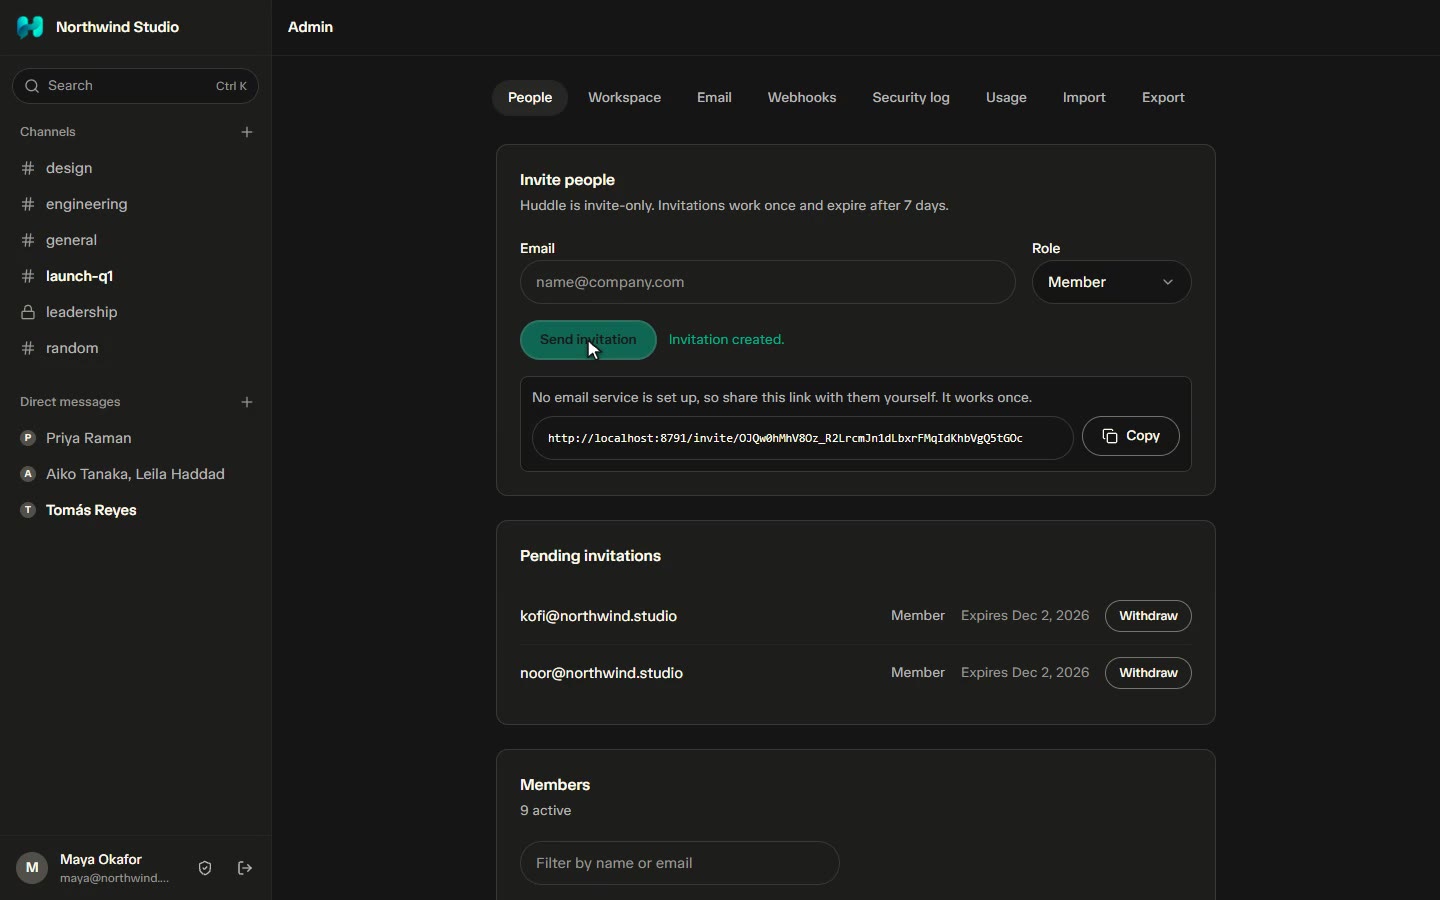 Northwind Studio
Admin
Search
Ctrl K
Channels
design
engineering
general
launch-q1
leadership
random
Direct messages
P
Priya Raman
A
Aiko Tanaka, Leila Haddad
T
Tomás Reyes
M
Maya Okafor
maya@northwind....
People
Workspace
Email
Webhooks
Security log
Usage
Import
Export
Invite people
Huddle is invite-only. Invitations work once and expire after 7 days.
Email
Role
name@company.com
Member
Send invitation
Invitation created.
No email service is set up, so share this link with them yourself. It works once.
http://localhost:8791/invite/OJQw0hMhV8Oz_R2LrcmJn1dLbxrFMqIdKhbVgQ5tGOc
Copy
Pending invitations
kofi@northwind.studio
Member
Expires Dec 2, 2026
Withdraw
noor@northwind.studio
Member
Expires Dec 2, 2026
Withdraw
Members
9 active
Filter by name or email